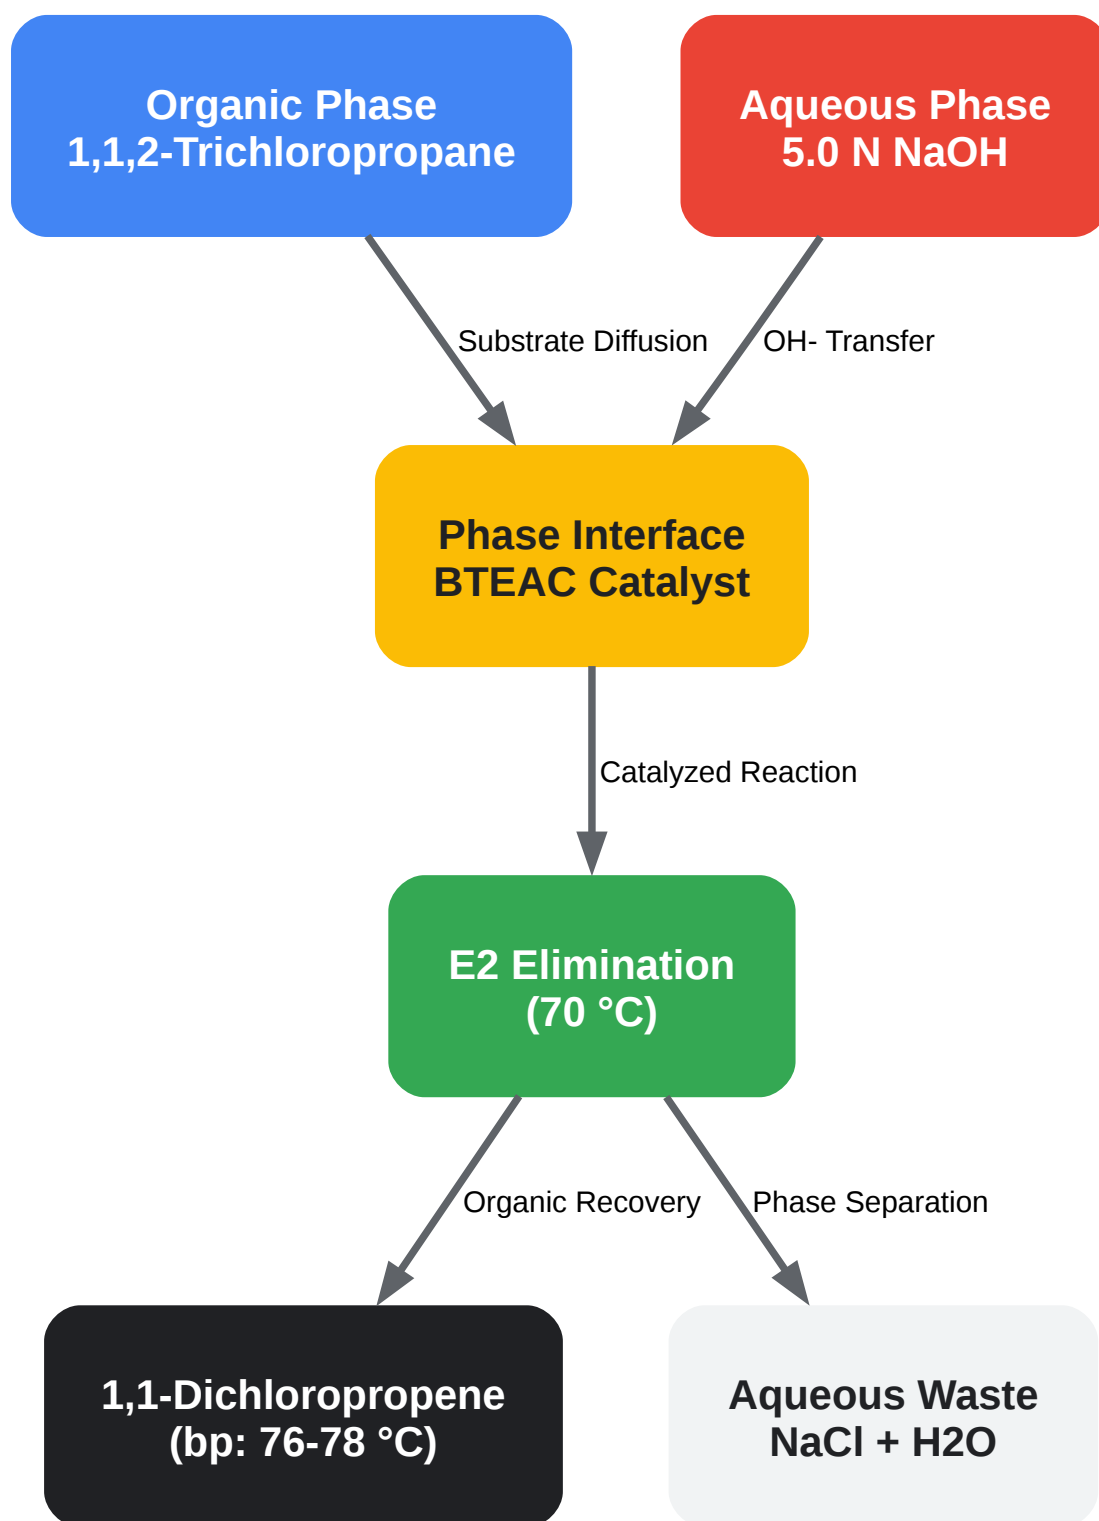 Organic Phase
1,1,2-Trichloropropane
Aqueous Phase
5.0 N NaOH
Substrate Diffusion
OH- Transfer
Phase Interface
BTEAC Catalyst
Catalyzed Reaction
E2 Elimination
(70 °C)
Organic Recovery
Phase Separation
1,1-Dichloropropene
(bp: 76-78 °C)
Aqueous Waste
NaCl + H2O